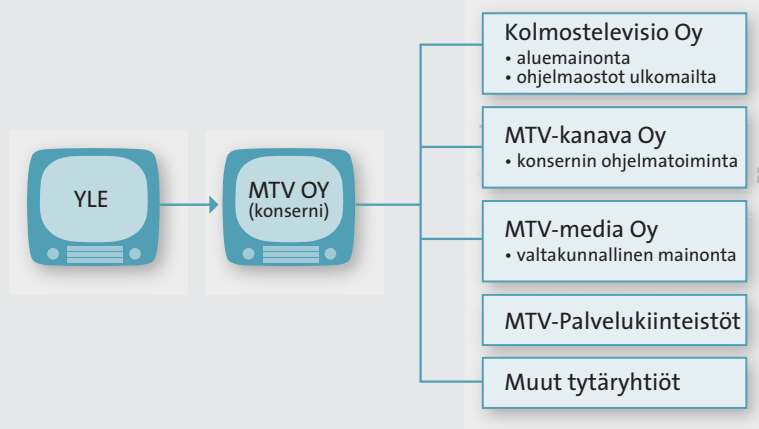 YLE
MTV OY
(konserni)
Kolmostelevisio Oy
• aluemainonta
• ohjelmaostot ulkomailta
MTV-kanava Oy
• konsernin ohjelmatoiminta
MTV-media Oy
• valtakunnallinen mainonta
MTV-Palvelukiinteistöt
Muut tytäryhtiöt